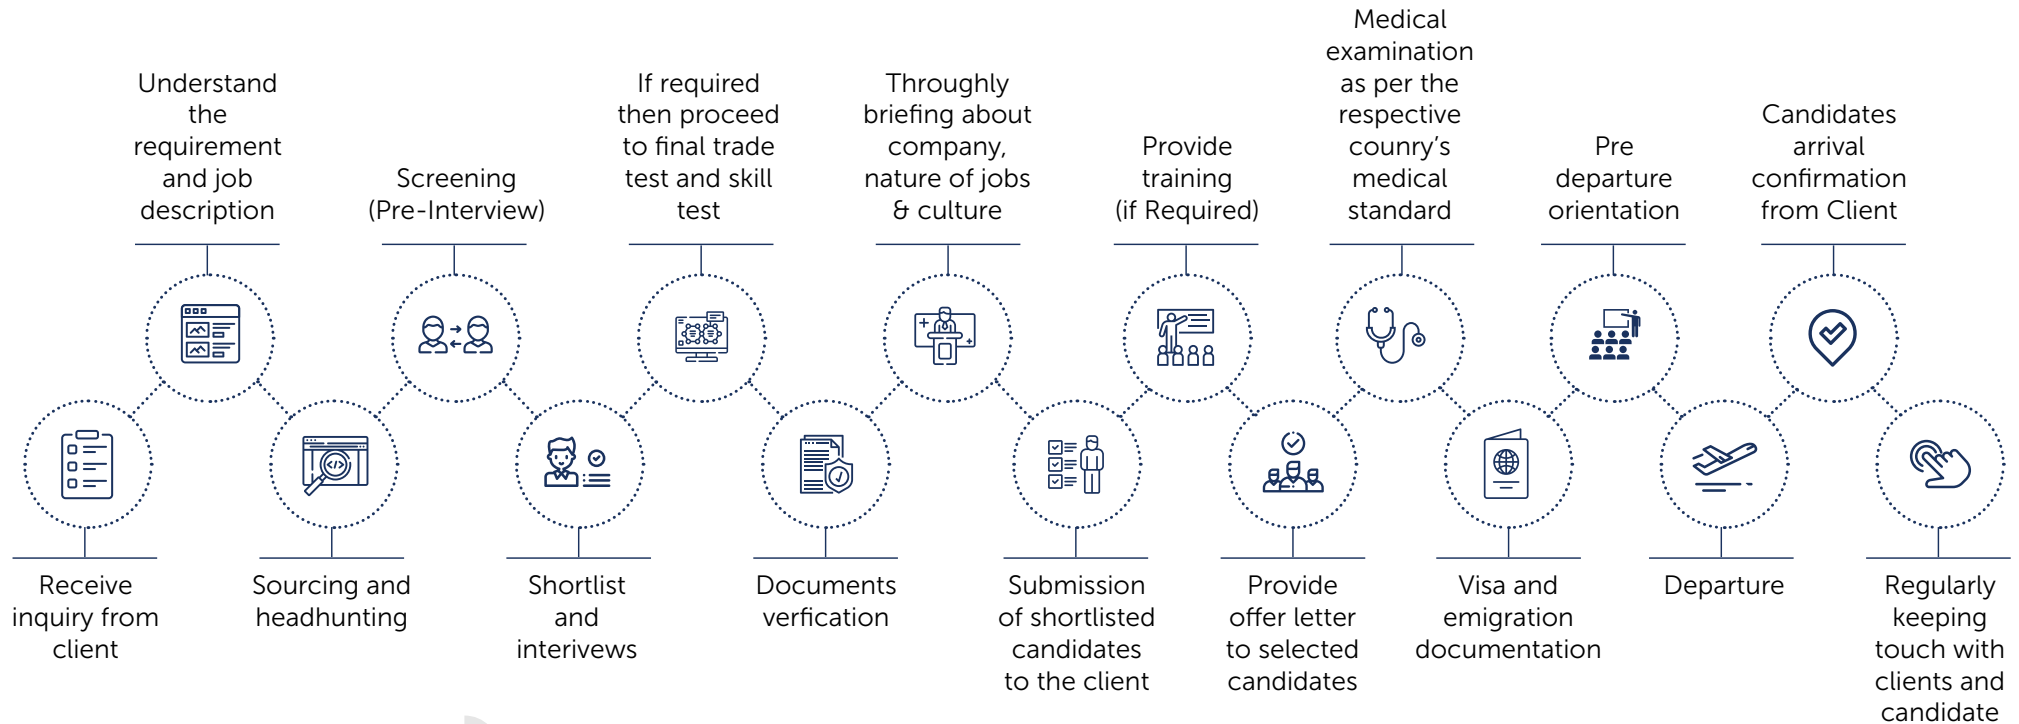 Receive
inquiry from
client
Understand
the
requirement
and job
description
Sourcing and
headhunting
Screening
(Pre-Interview)
Shortlist
and
interivews
If required
then proceed
to final trade
test and skill
test
Documents
verfication
Throughly
briefing about
company,
nature of jobs
& culture
Submission
of shortlisted
candidates
to the client
Provide
training
(if Required)
Provide
offer letter
to selected
candidates
Medical
examination
as per the
respective
counry's
medical
standard
Visa and
emigration
documentation
Pre
departure
orientation
Departure
Candidates
arrival
confirmation
from Client
Regularly
keeping
touch with
clients and
candidate